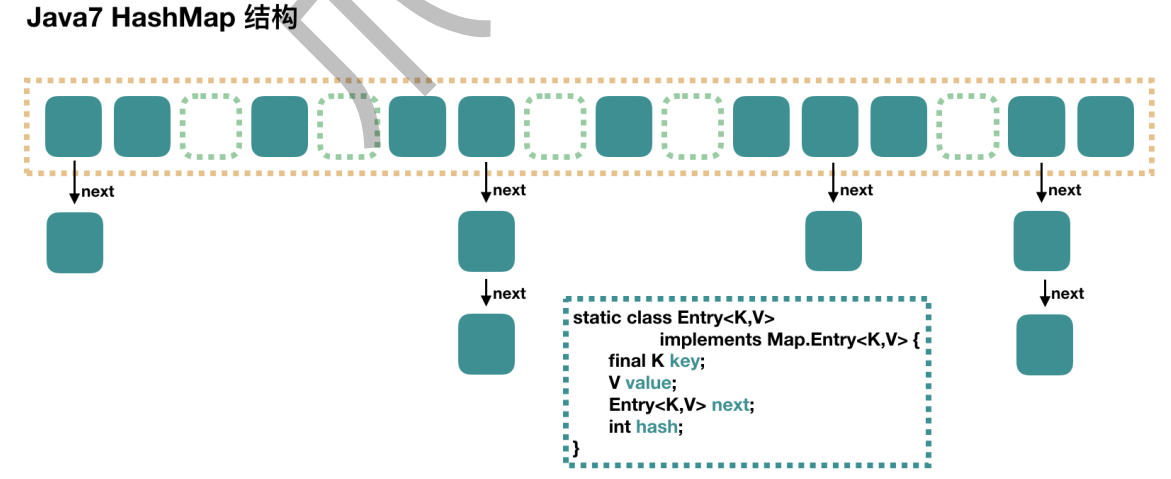 Java7 HashMap 结构
next
next
next
next
next
next
static class Entry<K,V>
implements Map.Entry<K,V> {
final K key;
V value;
Entry<K,V> next;
int hash;
}